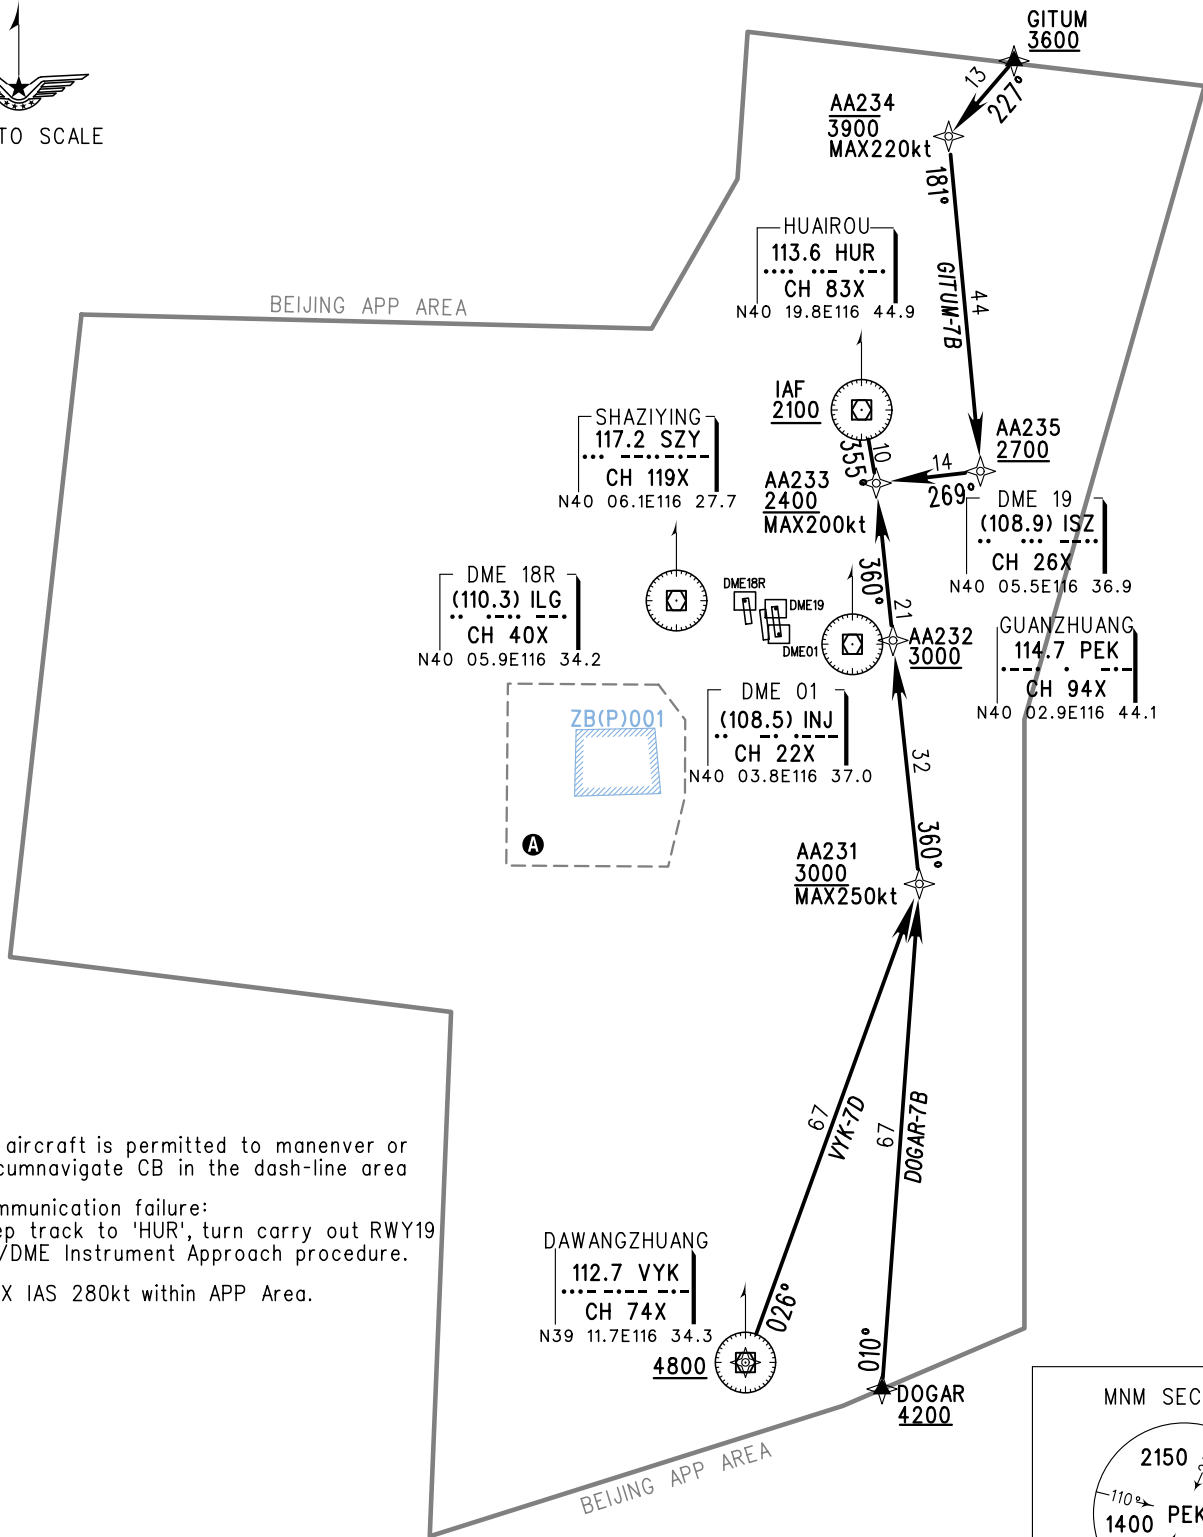 TO SCALE
GITUM
3600
13
227°
AA234
3900
MAX220kt
181°
GITUM-7B
44
HUAIROU
113.6 HUR
CH 83X
N40 19.8E116 44.9
BEIJING APP AREA
IAF
2100
355°
10
AA235
2700
14
269°
AA233
2400
MAX200kt
SHAZIYING
117.2 SZY
CH 119X
N40 06.1E116 27.7
DME 19
(108.9) ISZ
CH 26X
N40 05.5E116 36.9
DME 18R
(110.3) ILG
CH 40X
N40 05.9E116 34.2
DME18R
DME19
DME01
360°
21
AA232
3000
GUANZHUANG
114.7 PEK
CH 94X
N40 02.9E116 44.1
DME 01
(108.5) INJ
CH 22X
N40 03.8E116 37.0
ZB(P)001
A
32
360°
AA231
3000
MAX250kt
67
VYK-7D
67
DOGAR-7B
aircraft is permitted to manenver or
cumnavigate CB in the dash-line area
mmunication failure:
ep track to 'HUR', turn carry out RWY19
/DME Instrument Approach procedure.
X IAS 280kt within APP Area.
DAWANGZHUANG
112.7 VYK
CH 74X
N39 11.7E116 34.3
4800
026°
010°
DOGAR
4200
BEIJING APP AREA
MNM SEC
2150
110°
1400
PEK